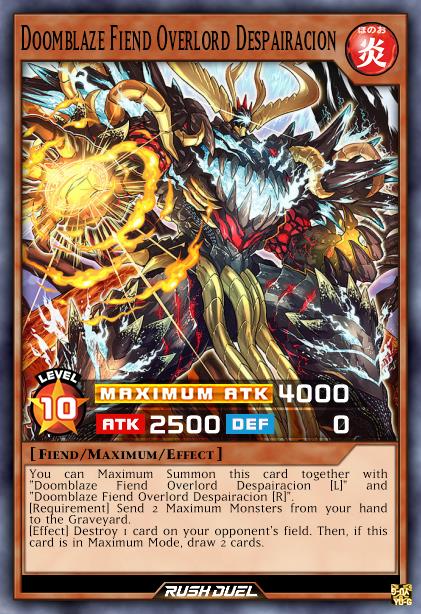 Doomblaze Fiend Overlord Despairacion
ほのお
炎
LEVEL
10
MAXIMUM ATK 4000
ATK 2500 DEF 0
[Fiend/Maximum/Effect]
You can Maximum Summon this card together with
"Doomblaze Fiend Overlord Despairacion [L]" and
"Doomblaze Fiend Overlord Despairacion [R]".
[Requirement] Send 2 Maximum Monsters from your hand
to the Graveyard.
[Effect] Destroy 1 card on your opponent's field. Then, if this
card is in Maximum Mode, draw 2 cards.
RUSH DUEL